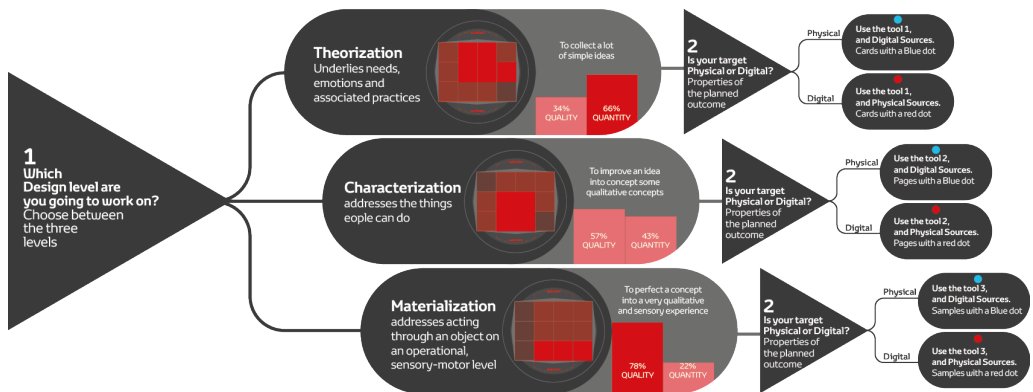 1
Which
Design level are
you going to work on?
Choose between
the three
levels
Theorization
Underlies needs,
emotions and
associated practices
To collect a lot
of simple ideas
34%
QUALITY
66%
QUANTITY
2
Is your target
Physical or Digital?
Properties
of the planned
outcome
Physical
Use the tool 1,
and Digital Sources.
Cards with a Blue dot
Digital
Use the tool 1,
and Physical Sources.
Cards with a red dot
Characterization
addresses the things
eople can do
To improve an idea
into concept some
qualitative concepts
57%
QUALITY
43%
QUANTITY
2
Is your target
Physical or Digital?
Properties of
the planned
outcome
Physical
Use the tool 2,
and Digital Sources.
Pages with a Blue dot
Digital
Use the tool 2,
and Physical Sources.
Pages with a red dot
Materialization
addresses acting
through an object on
an operational,
sensory-motor level
To perfect a concept
into a very qualitative
and sensory experience
78%
QUALITY
22%
QUANTITY
2
Is your target
Physical or Digital?
Properties of
the planned
outcome
Physical
Use the tool 3,
and Digital Sources.
Samples with a Blue dot
Digital
Use the tool 3,
and Physical Sources.
Samples with a red dot